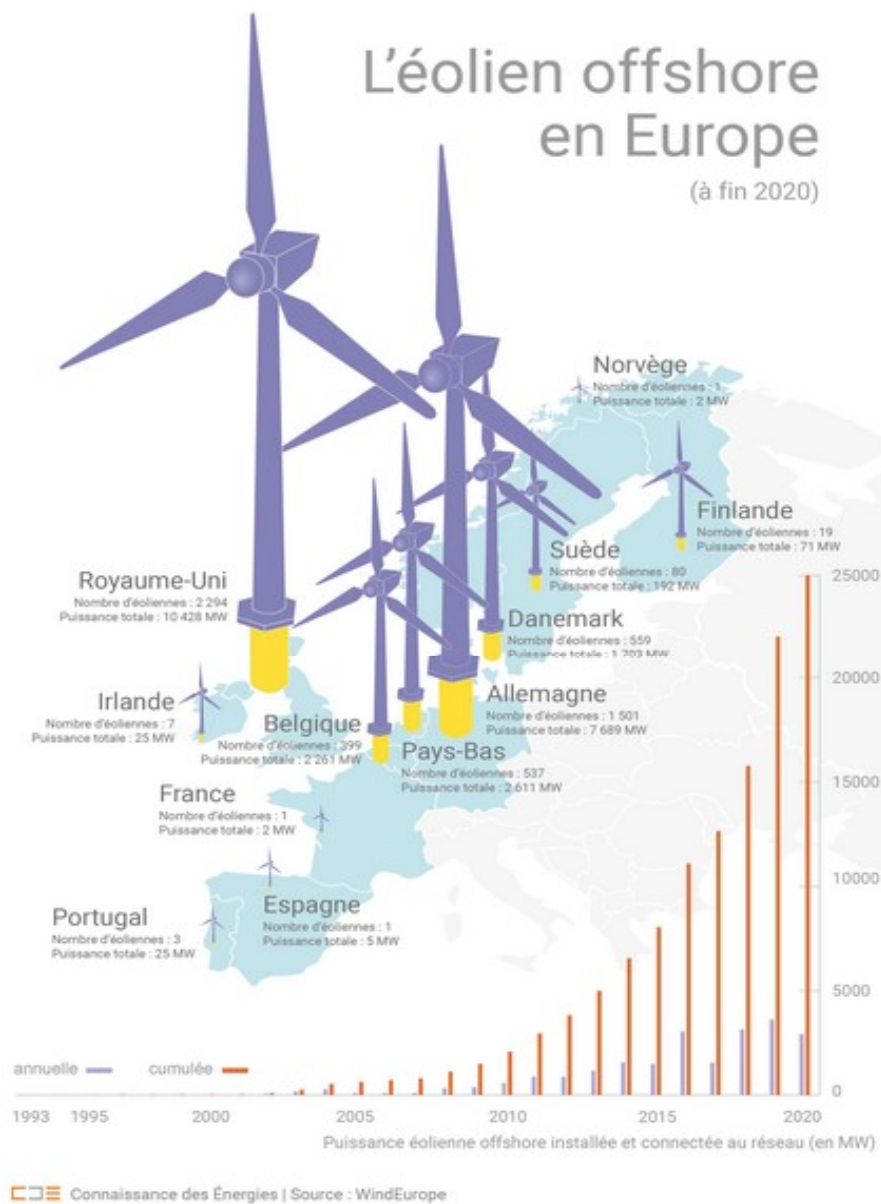 L'éolien offshore
en Europe
(à fin 2020)
Norvège
Nombre d'éoliennes : 1
Puissance totale : 2 MW
Finlande
Nombre d'éoliennes : 19
Puissance totale : 71 MW
Suède
Nombre d'éoliennes : 80
Puissance totale : 192 MW
Royaume-Uni
Nombre d'éoliennes : 2 294
Puissance totale : 10 428 MW
Danemark
Nombre d'éoliennes : 559
Puissance totale : 1 703 MW
Irlande
Nombre d'éoliennes : 7
Puissance totale : 25 MW
Allemagne
Nombre d'éoliennes : 1 501
Puissance totale : 7 689 MW
Belgique
Nombre d'éoliennes : 399
Puissance totale : 2 261 MW
Pays-Bas
Nombre d'éoliennes : 537
Puissance totale : 2 611 MW
France
Nombre d'éoliennes : 1
Puissance totale : 2 MW
Espagne
Nombre d'éoliennes : 1
Puissance totale : 5 MW
Portugal
Nombre d'éoliennes : 3
Puissance totale : 25 MW
25000
20000
15000
10000
5000
0
annuelle cumulée
1993 1995 2000 2005 2010 2015 2020
Puissance éolienne offshore installée et connectée au réseau (en MW)
CDE Connaissance des Énergies | Source : WindEurope